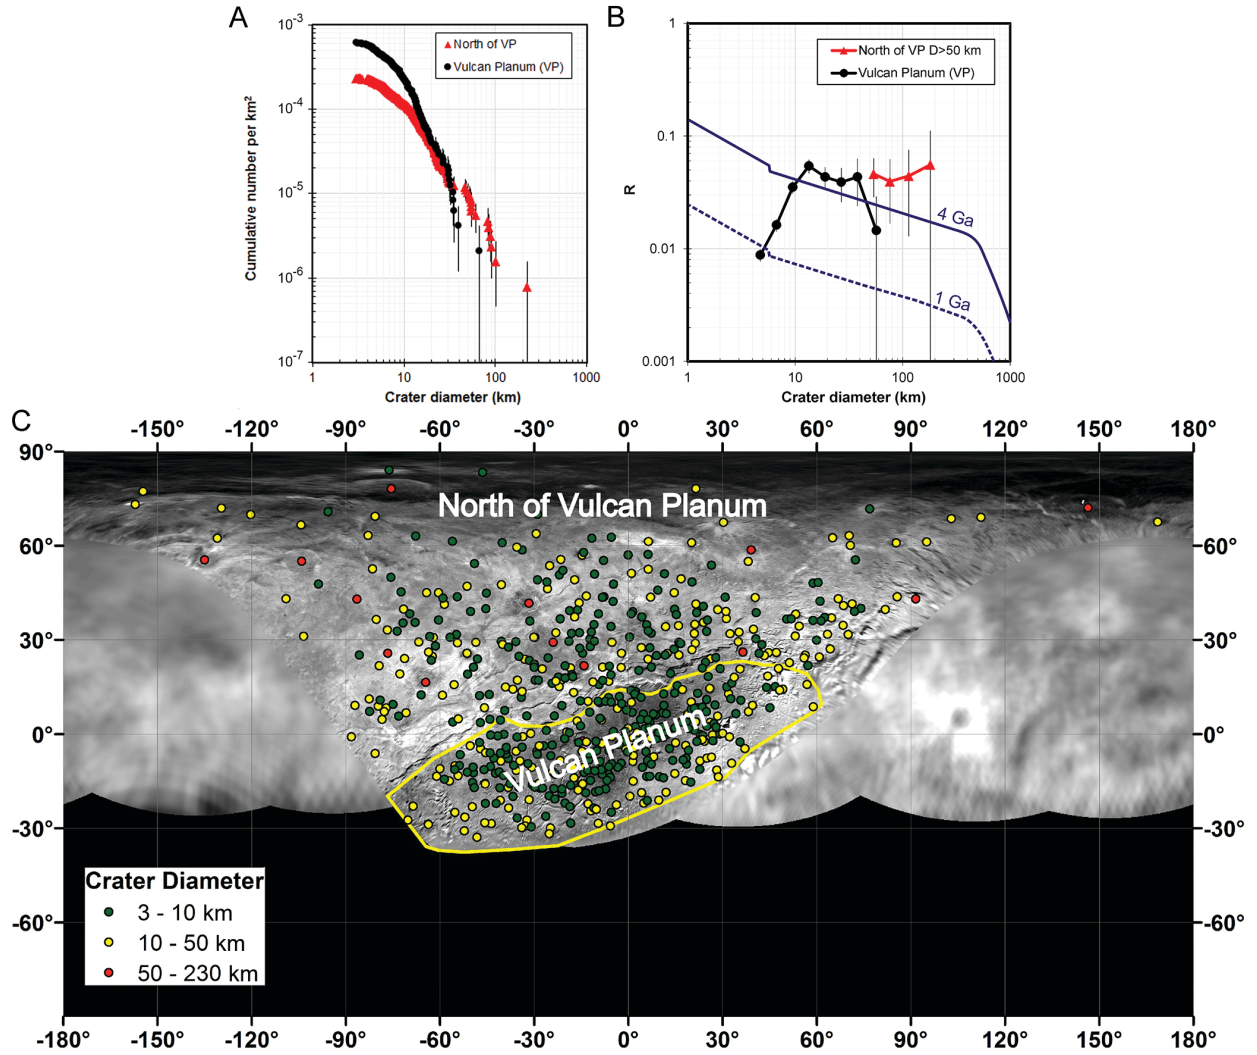 A
B
10-3
10-4
10-5
10-6
10-7
Cumulative number per km2
North of VP
Vulcan Planum (VP)
1
10
100
1000
Crater diameter (km)
1
0.1
0.01
0.001
R
North of VP D>50 km
Vulcan Planum (VP)
4 Ga
1 Ga
1
10
100
1000
Crater diameter (km)
C
-150° -120° -90° -60° -30° 0° 30° 60° 90° 120° 150° 180°
90°
60°
30°
0°
-30°
-60°
60°
30°
0°
-30°
-60°
North of Vulcan Planum
Vulcan Planum
Crater Diameter
3 - 10 km
10 - 50 km
50 - 230 km
-180° -150° -120° -90° -60° -30° 0° 30° 60° 90° 120° 150° 180°